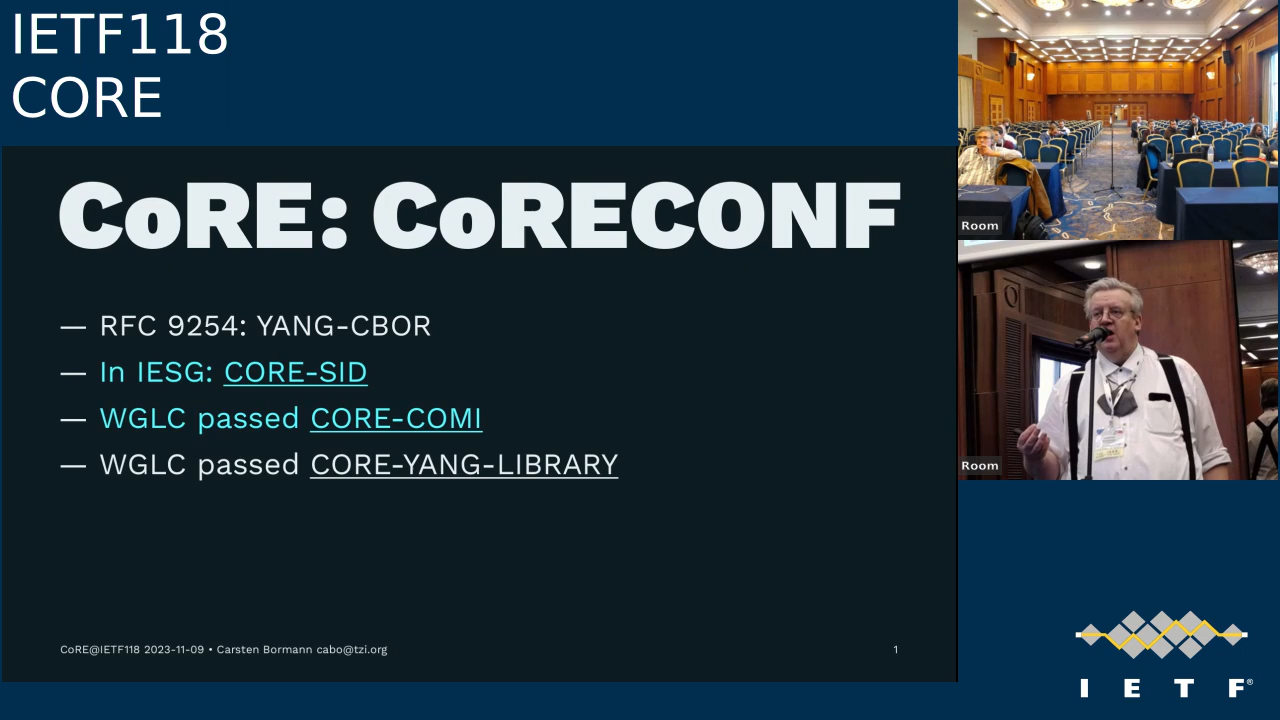 IETF118
CORE
CoRE: CoRECONF
— RFC 9254: YANG-CBOR
— In IESG: CORE-SID
— WGLC passed CORE-COMI
— WGLC passed CORE-YANG-LIBRARY
CoRE@IETF118 2023-11-09 • Carsten Bormann cabo@tzi.org
1
Room
Room
I E T F®